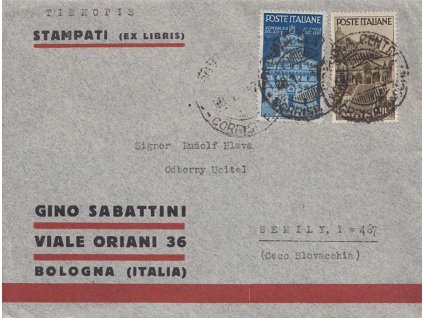 TISKOPIS
STAMPATI (EX LIBRIS)
POSTE ITALIANE
POSTE ITALIANE
Signor Rudolf Hlava
Odborny Ucitel
GINO SABATTINI
VIALE ORIANI 36
BOLOGNA (ITALIA)
SEMILY, 1=467
(Ceco Slovacchia)